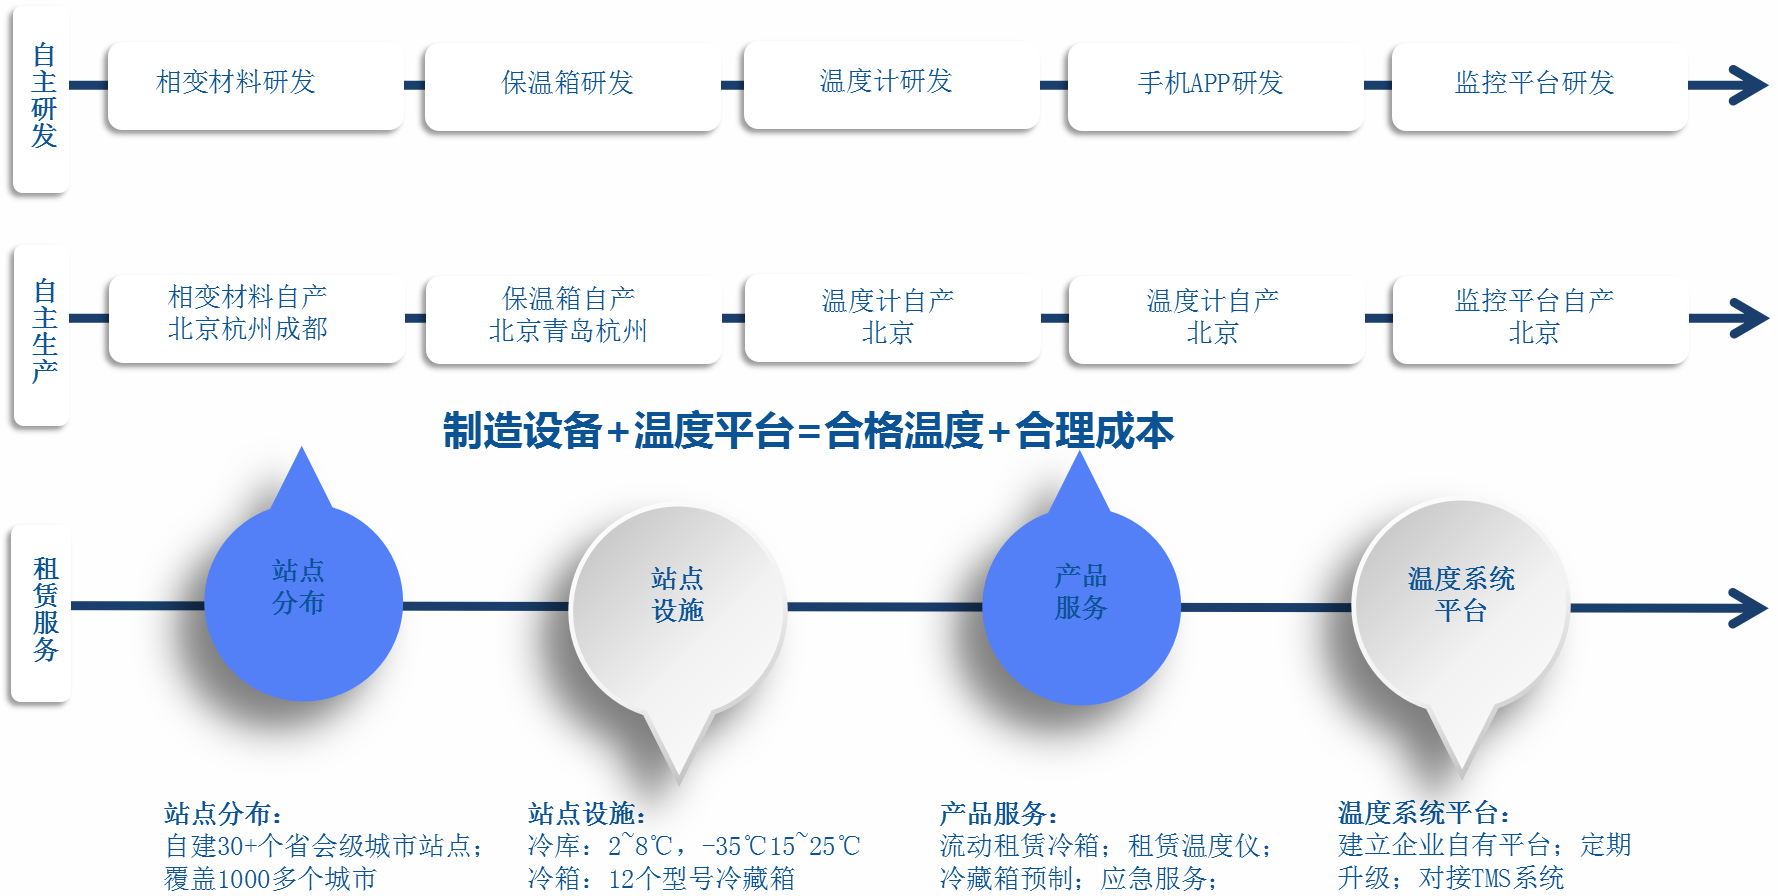 自主研发
相变材料研发
保温箱研发
温度计研发
手机APP研发
监控平台研发
自主生产
相变材料自产
北京杭州成都
保温箱自产
北京青岛杭州
温度计自产
北京
温度计自产
北京
监控平台自产
北京
制造设备+温度平台=合格温度+合理成本
租赁服务
站点
分布
站点
设施
产品
服务
温度系统
平台
站点分布：
自建30+个省会级城市站点；
覆盖1000多个城市
站点设施：
冷库：2~8℃，-35℃15~25℃
冷箱：12个型号冷藏箱
产品服务：
流动租赁冷箱；租赁温度仪；
冷藏箱预制；应急服务；
温度系统平台：
建立企业自有平台；定期
升级；对接TMS系统